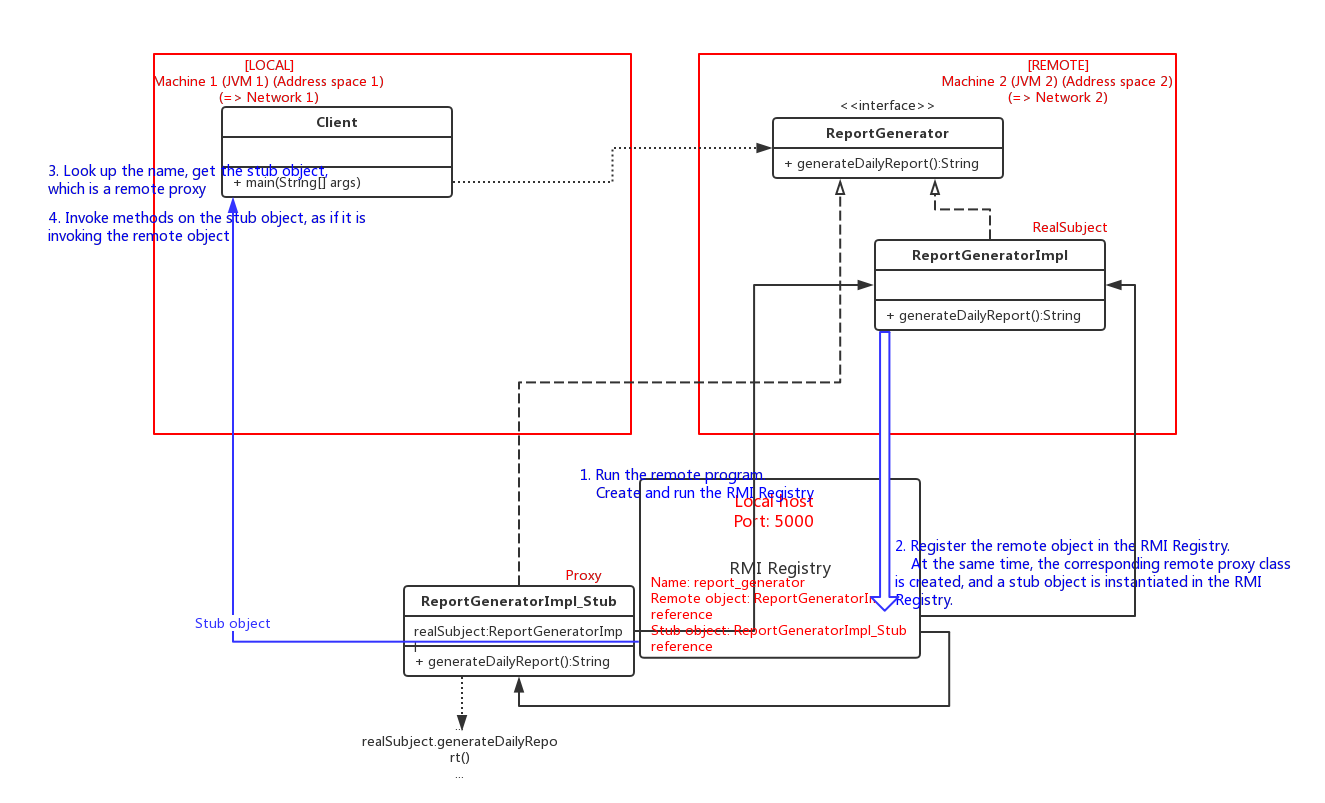 [LOCAL]
Machine 1 (JVM 1) (Address space 1)
(=> Network 1)
Client
+ main(String[] args)
3. Look up the name, get the stub object,
which is a remote proxy
4. Invoke methods on the stub object, as if it is
invoking the remote object
[REMOTE]
Machine 2 (JVM 2) (Address space 2)
(=> Network 2)
<<interface>>
ReportGenerator
+ generateDailyReport():String
RealSubject
ReportGeneratorImpl
+ generateDailyReport():String
1. Run the remote program.
Create and run the RMI Registry
Local host
Port: 5000
RMI Registry
Name: report_generator
Remote object: ReportGeneratorIm
reference
Stub object: ReportGeneratorImpl_Stub
reference
2. Register the remote object in the RMI Registry.
At the same time, the corresponding remote proxy class
is created, and a stub object is instantiated in the RMI
Registry.
Proxy
ReportGeneratorImpl_Stub
realSubject:ReportGeneratorImp
l
+ generateDailyReport():String
Stub object
...
realSubject.generateDailyRepo
rt()
...